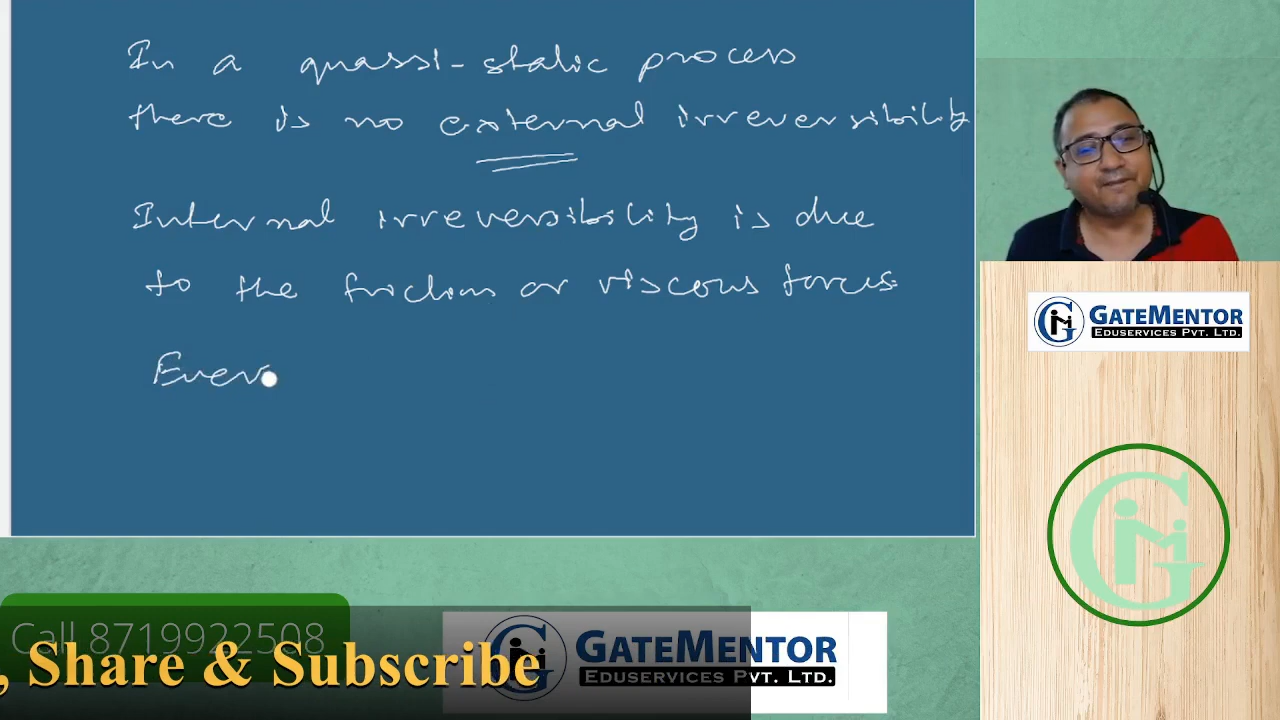 In a quassi-static process
there is no external irreversibility
Internal irreversibility is due
to the friction or viscous forces.
Ever
GATEMENTOR
EDUSERVICES PVT. LTD.
Call 8719922508
, Share & Subscribe
GATEMENTOR
EDUSERVICES PVT. LTD.